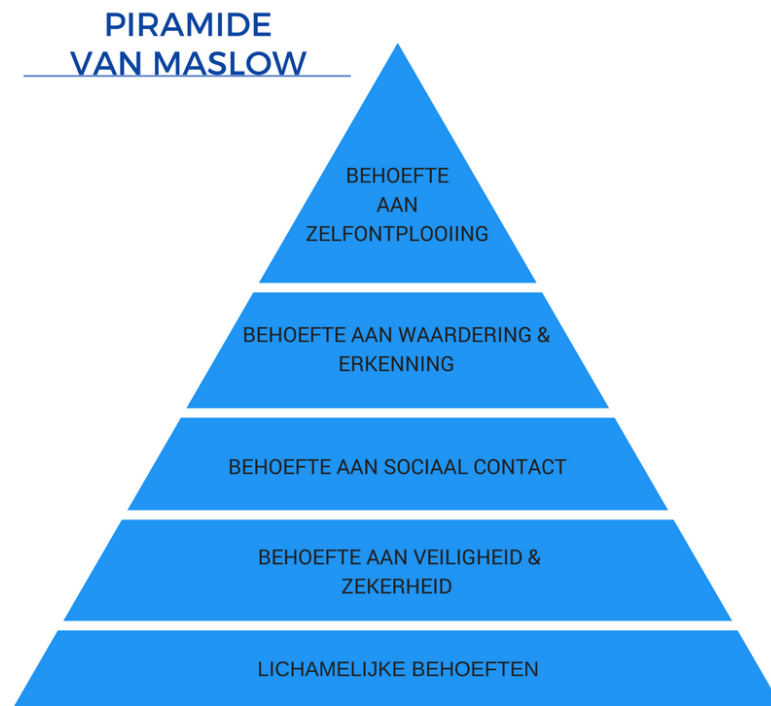 PIRAMIDE
VAN MASLOW
BEHOEFTE
AAN
ZELFONTPLOOIING
BEHOEFTE AAN WAARDERING &
ERKENNING
BEHOEFTE AAN SOCIAAL CONTACT
BEHOEFTE AAN VEILIGHEID &
ZEKERHEID
LICHAMELIJKE BEHOEFTEN